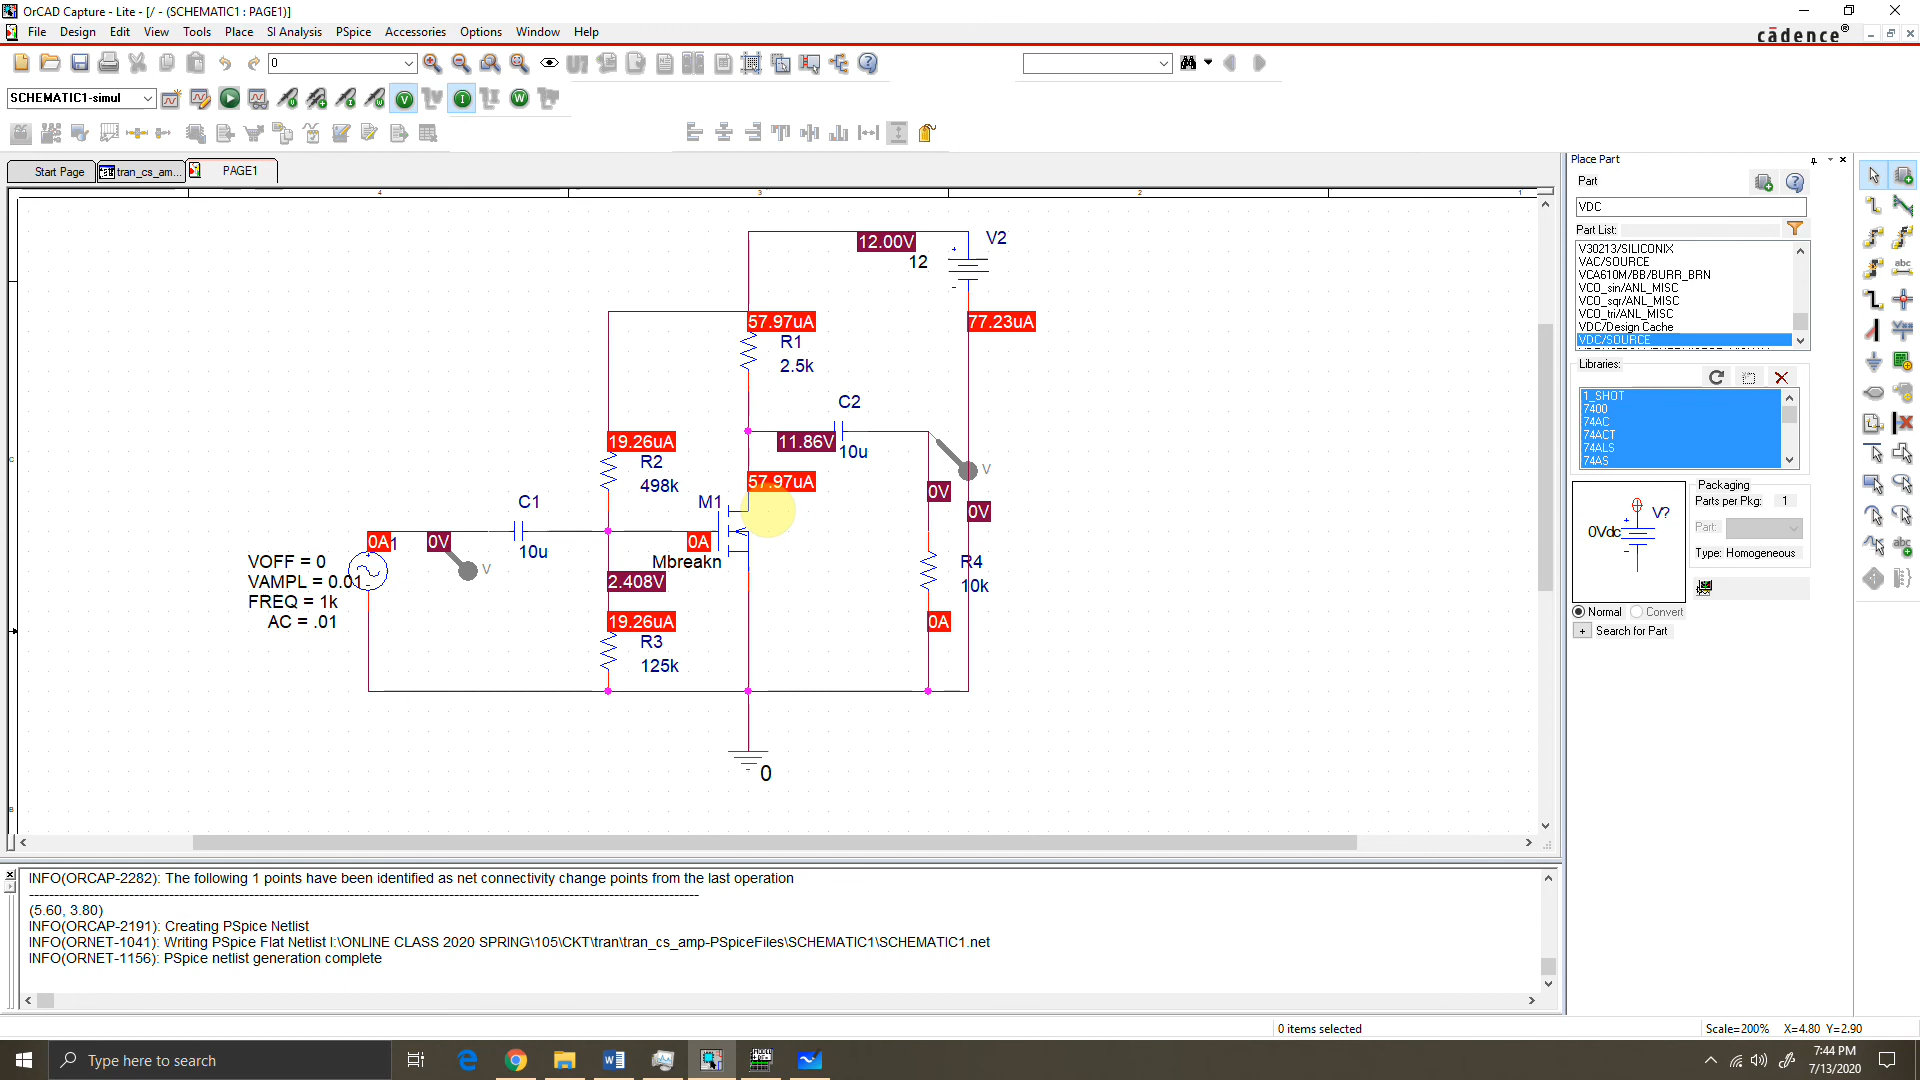 OrCAD Capture - Lite - [/ - (SCHEMATIC1 : PAGE1)]
File Design Edit View Tools Place SI Analysis PSpice Accessories Options Window Help
cādence®
0
SCHEMATIC1-simul
V I W
Start Page tran_cs_am... PAGE1
4 3 2 1
C
B
12.00V
V2
12
57.97uA
77.23uA
R1
2.5k
C2
19.26uA
11.86V
10u
R2
498k
57.97uA
V
0V
0V
C1
M1
10u
0A 1
0V
0A
Mbreakn
V
VOFF = 0
VAMPL = 0.01
FREQ = 1k
AC = .01
2.408V
R4
10k
19.26uA
0A
R3
125k
0
Place Part
Part
VDC
Part List:
V30213/SILICONIX
VAC/SOURCE
VCA610M/BB/BURR_BRN
VCO_sin/ANL_MISC
VCO_sqr/ANL_MISC
VCO_tri/ANL_MISC
VDC/Design Cache
VDC/SOURCE
Libraries:
1_SHOT
7400
74AC
74ACT
74ALS
74AS
Packaging
Parts per Pkg: 1
Part:
Type: Homogeneous
V?
0Vdc
Normal Convert
+ Search for Part
INFO(ORCAP-2282): The following 1 points have been identified as net connectivity change points from the last operation
(5.60, 3.80)
INFO(ORCAP-2191): Creating PSpice Netlist
INFO(ORNET-1041): Writing PSpice Flat Netlist I:\ONLINE CLASS 2020 SPRING\105\CKT\tran\tran_cs_amp-PSpiceFiles\SCHEMATIC1\SCHEMATIC1.net
INFO(ORNET-1156): PSpice netlist generation complete
0 items selected
Scale=200% X=4.80 Y=2.90
Type here to search
7:44 PM
7/13/2020